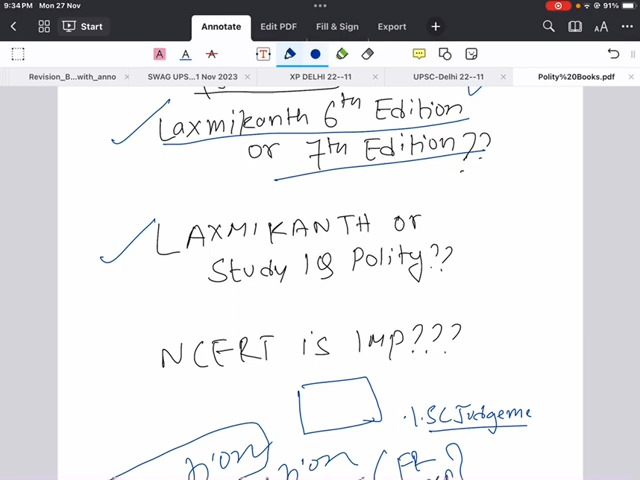 9:34 PM Mon 27 Nov
91%
Start
Annotate Edit PDF Fill & Sign Export
Revision_B...with_anno SWAG UPS...1 Nov 2023 XP DELHI 22--11 UPSC-Delhi 22--11 Polity%20Books.pdf
Laxmikanth 6th Edition
or 7th Edition??
LAXMIKANTH or
Study IQ Polity??
NCERT is IMP???
.1.SC Judgeme